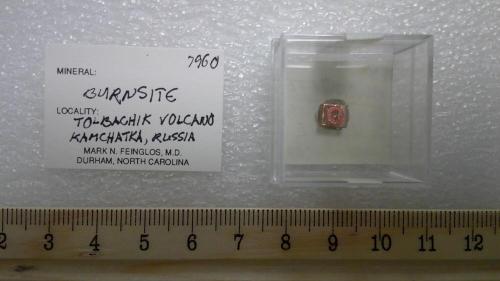 7960
MINERAL:
BURNSITE
LOCALITY:
TOLBACHIK VOLCANO
KAMCHATKA, RUSSIA
MARK N. FEINGLOS, M.D.
DURHAM, NORTH CAROLINA
2 3 4 5 6 7 8 9 10 11 12